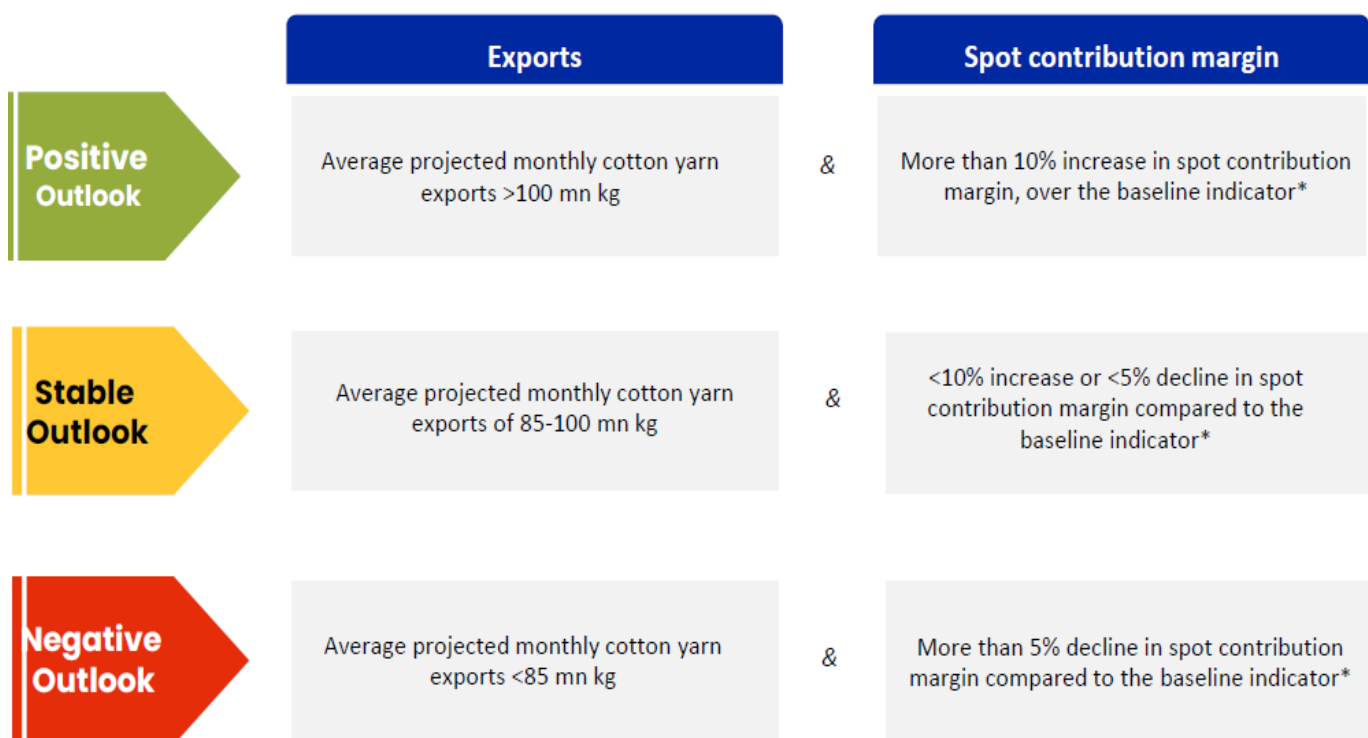 Exports
Spot contribution margin
Positive
Outlook
Average projected monthly cotton yarn
exports >100 mn kg
&
More than 10% increase in spot contribution
margin, over the baseline indicator*
Stable
Outlook
Average projected monthly cotton yarn
exports of 85-100 mn kg
&
<10% increase or <5% decline in spot
contribution margin compared to the
baseline indicator*
Negative
Outlook
Average projected monthly cotton yarn
exports <85 mn kg
&
More than 5% decline in spot contribution
margin compared to the baseline indicator*